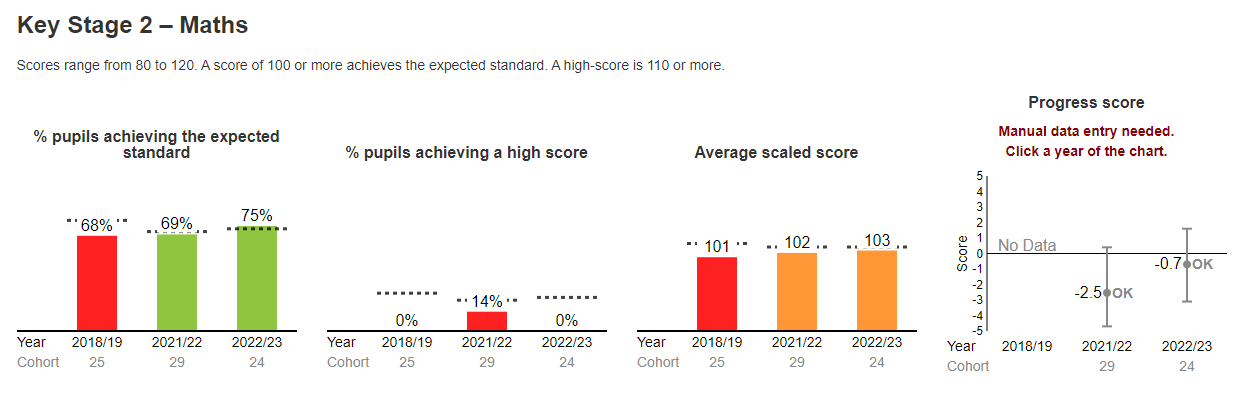 Key Stage 2 – Maths
Scores range from 80 to 120. A score of 100 or more achieves the expected standard. A high-score is 110 or more.
% pupils achieving the expected
standard
68%
69%
75%
Year 2018/19 2021/22 2022/23
Cohort 25 29 24
% pupils achieving a high score
0%
14%
0%
Year 2018/19 2021/22 2022/23
Cohort 25 29 24
Average scaled score
101
102
103
Year 2018/19 2021/22 2022/23
Cohort 25 29 24
Progress score
Manual data entry needed.
Click a year of the chart.
Score
5
4
3
2
1
0
-1
-2
-3
-4
-5
No Data
-2.5 OK
-0.7 OK
Year 2018/19 2021/22 2022/23
Cohort 29 24